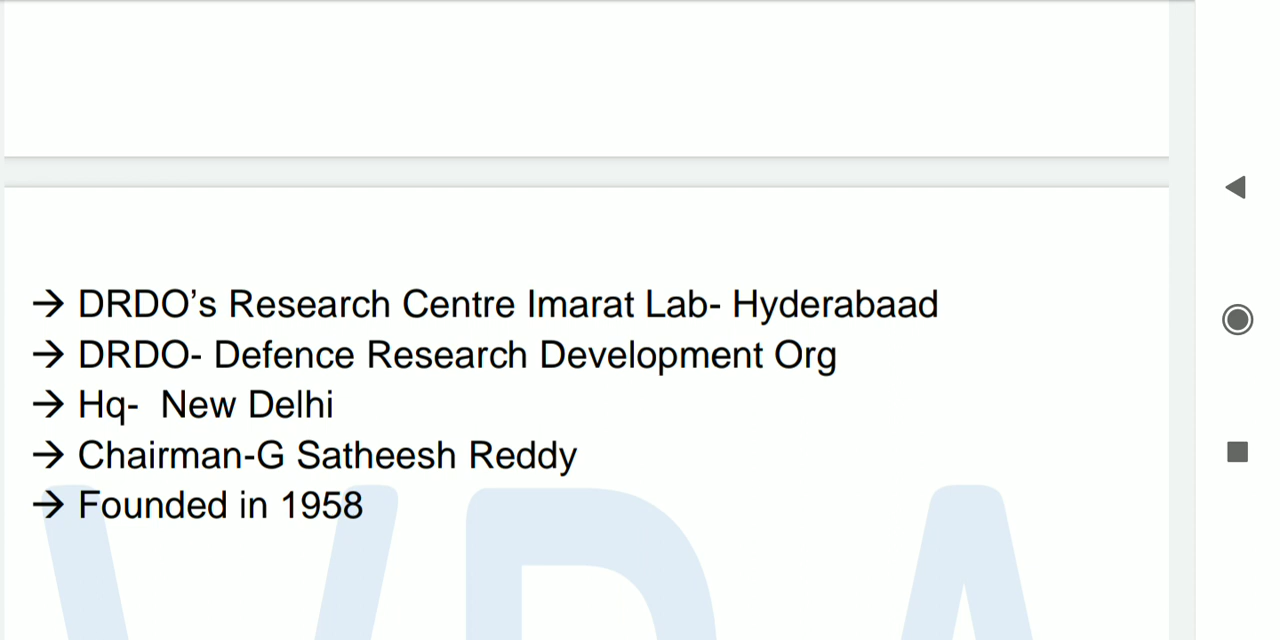 → DRDO’s Research Centre Imarat Lab- Hyderabaad
→ DRDO- Defence Research Development Org
→ Hq-  New Delhi
→ Chairman-G Satheesh Reddy
→ Founded in 1958